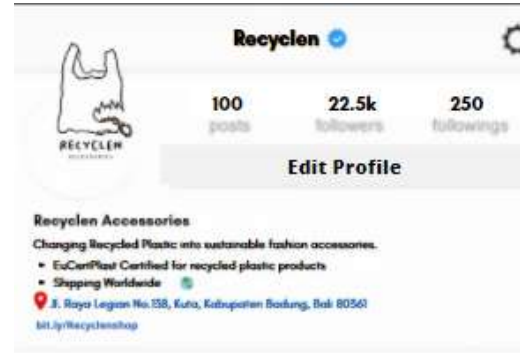 Recyclen
100 22.5k 250
posts followers followings
RECYCLEN
Edit Profile
Recyclen Accessories
Changing Recycled Plastic into sustainable fashion accessories.
• EuCertPlast Certified for recycled plastic products
• Shipping Worldwide
Jl. Raya Legian No.138, Kuta, Kabupaten Badung, Bali 80361
bit.ly/Recyclenshop